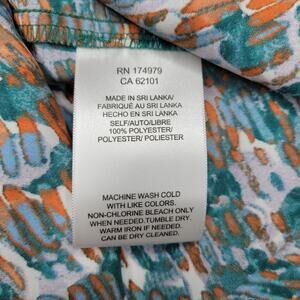 RN 174979
CA 62101
MADE IN SRI LANKA/
FABRIQUÉ AU SRI LANKA
HECHO EN SRI LANKA
SELF/AUTO/LIBRE
100% POLYESTER/
POLYESTER/ POLIESTER
MACHINE WASH COLD
WITH LIKE COLORS.
NON-CHLORINE BLEACH ONLY
WHEN NEEDED.TUMBLE DRY.
WARM IRON IF NEEDED.
CAN BE DRY CLEANED.